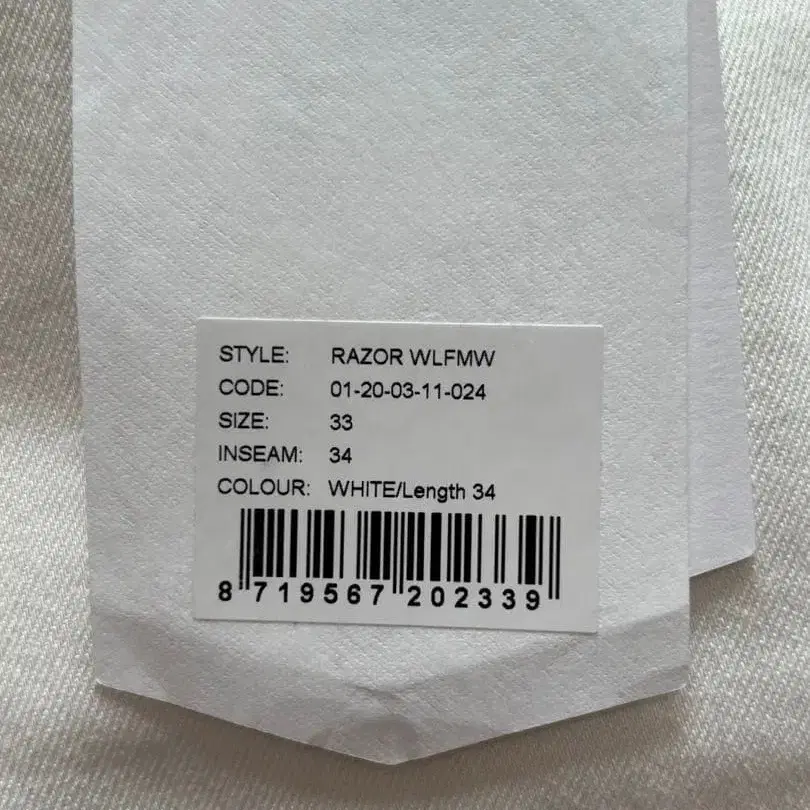 STYLE: RAZOR WLFMW
CODE: 01-20-03-11-024
SIZE: 33
INSEAM: 34
COLOUR: WHITE/Length 34
8 719567 202339